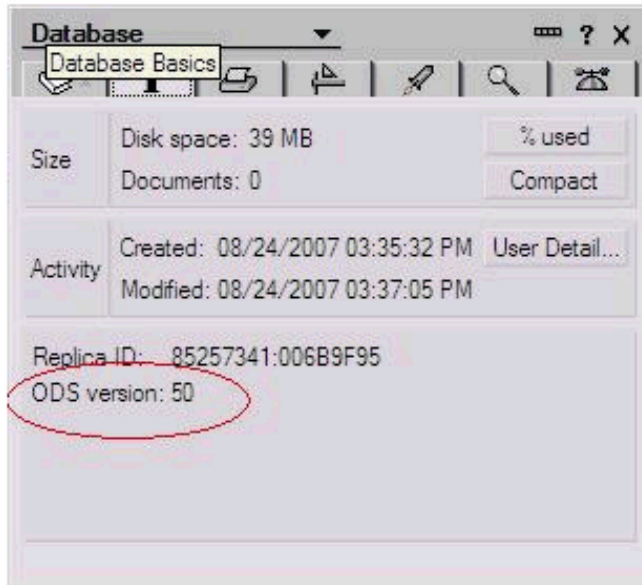 Database
? X
Database Basics
Size
Disk space: 39 MB
% used
Documents: 0
Compact
Activity
Created: 08/24/2007 03:35:32 PM
User Detail...
Modified: 08/24/2007 03:37:05 PM
Replica ID: 85257341:006B9F95
ODS version: 50